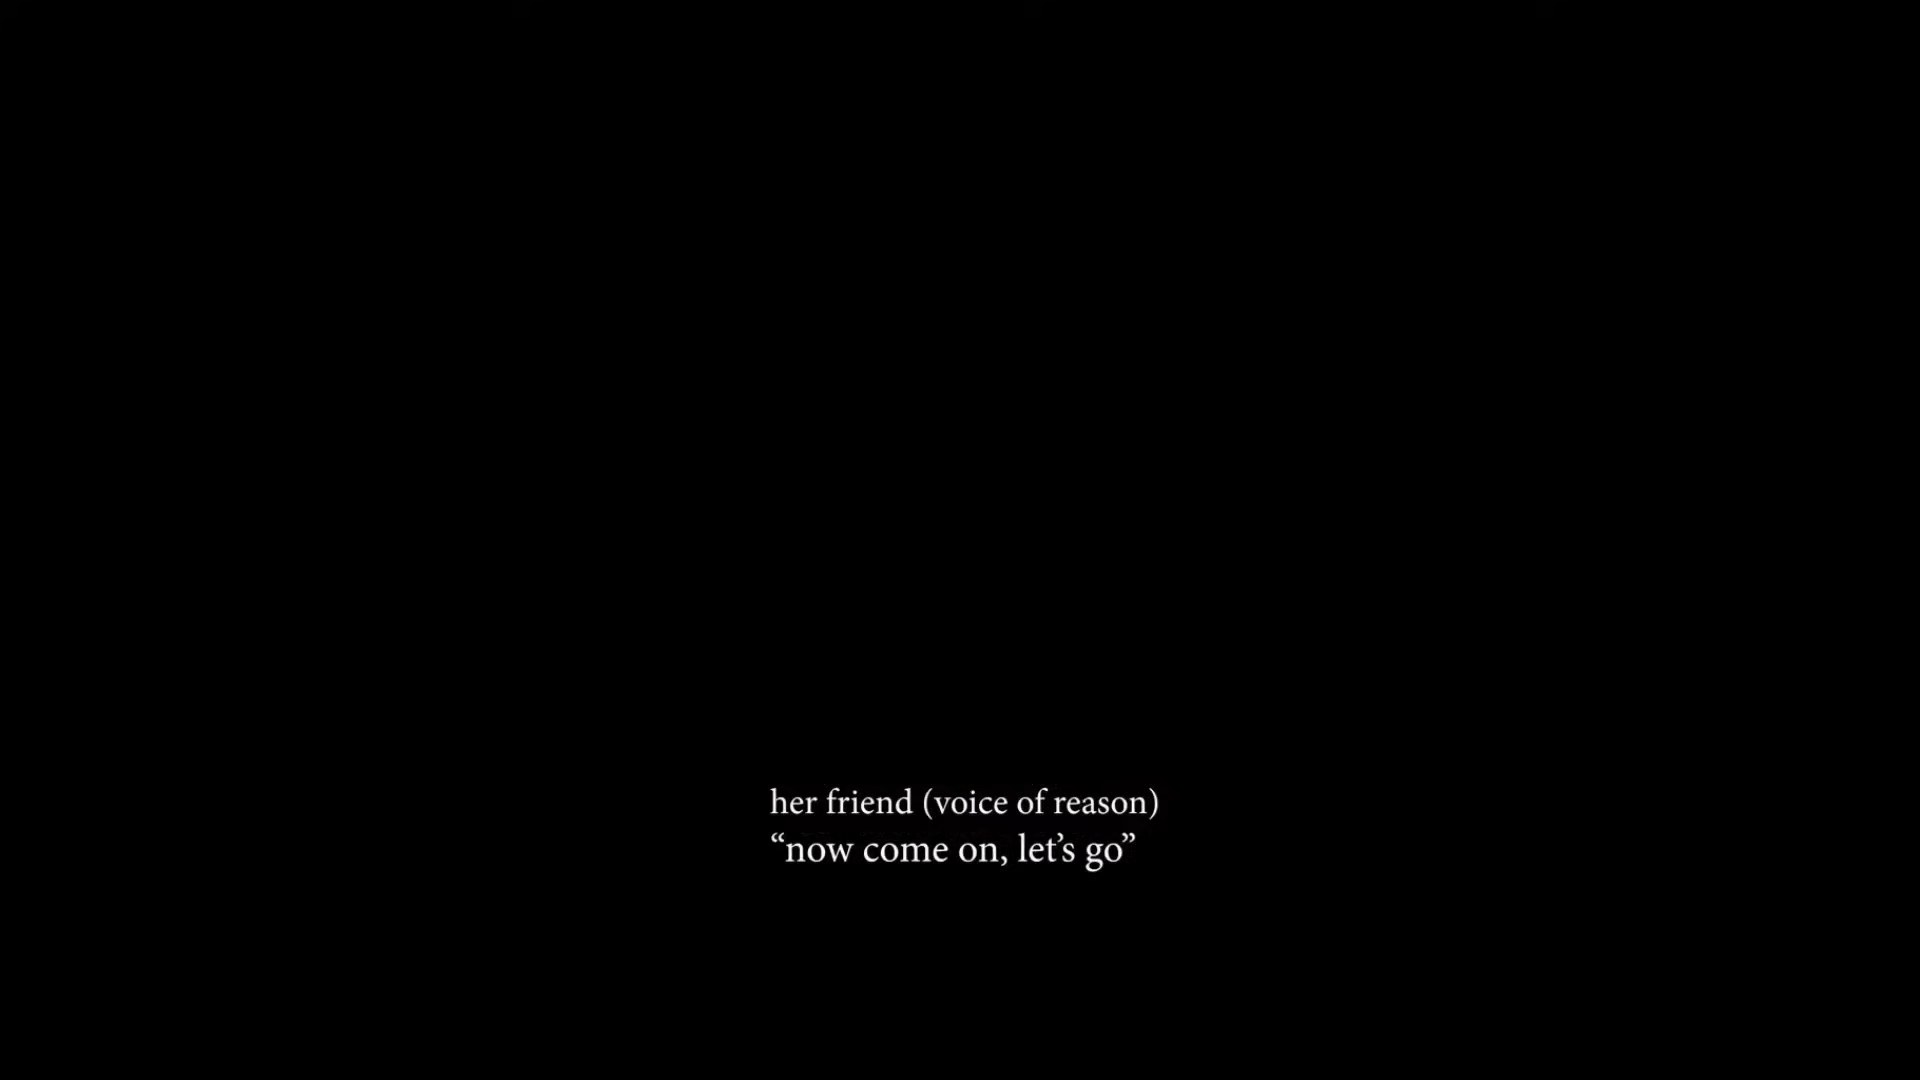 her friend (voice of reason)
“now come on, let’s go”